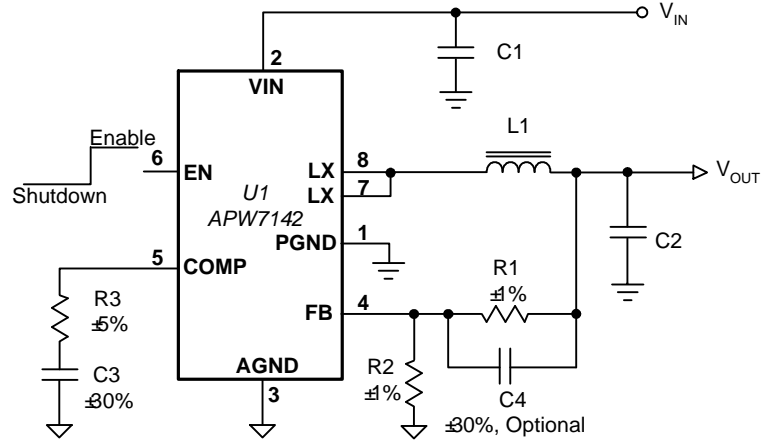 V_IN
C1
2
VIN
L1
Enable
6
EN
Shutdown
LX
8
V_OUT
LX
7
U1
APW7142
1
PGND
C2
5
COMP
R3
±5%
R1
±1%
FB
4
C3
±30%
AGND
3
R2
±1%
C4
±30%, Optional